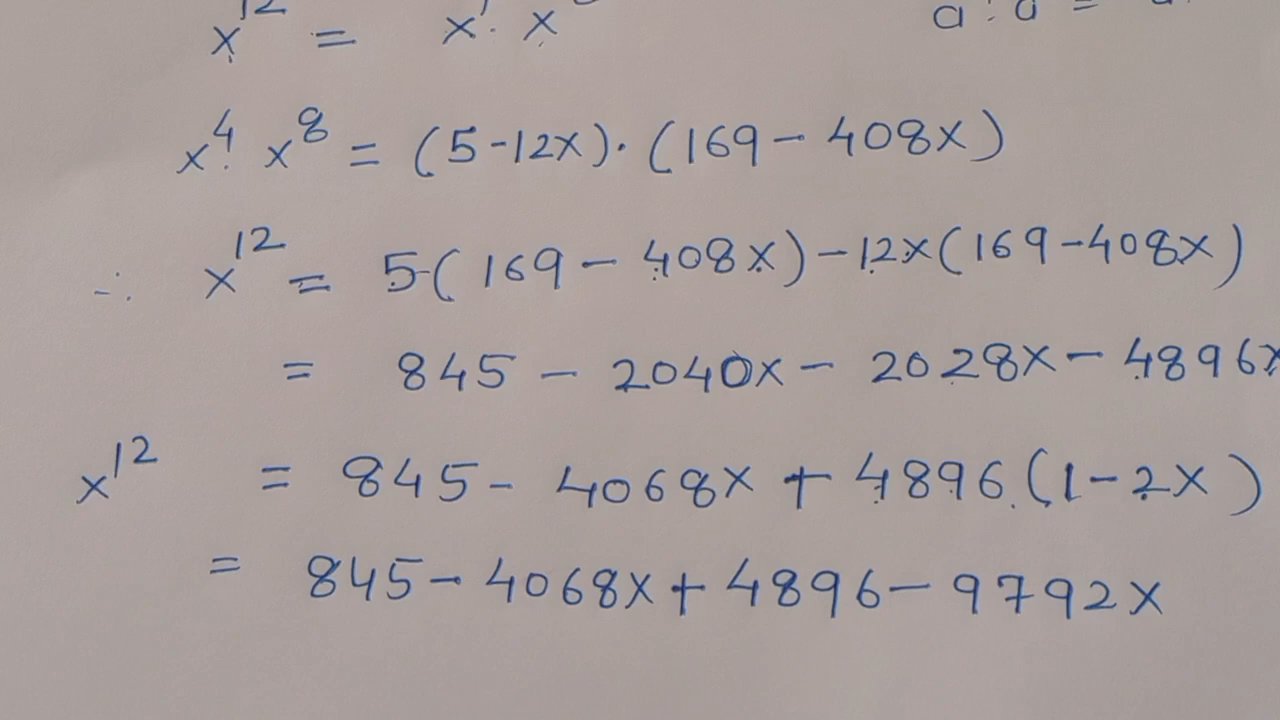 x^12 = x · x
a · a =
x^4 · x^8 = (5-12x) · (169 - 408x)
∴ x^12 = 5(169 - 408x) - 12x(169 - 408x)
= 845 - 2040x - 2028x - 4896x
x^12 = 845 - 4068x + 4896(1 - 2x)
= 845 - 4068x + 4896 - 9792x